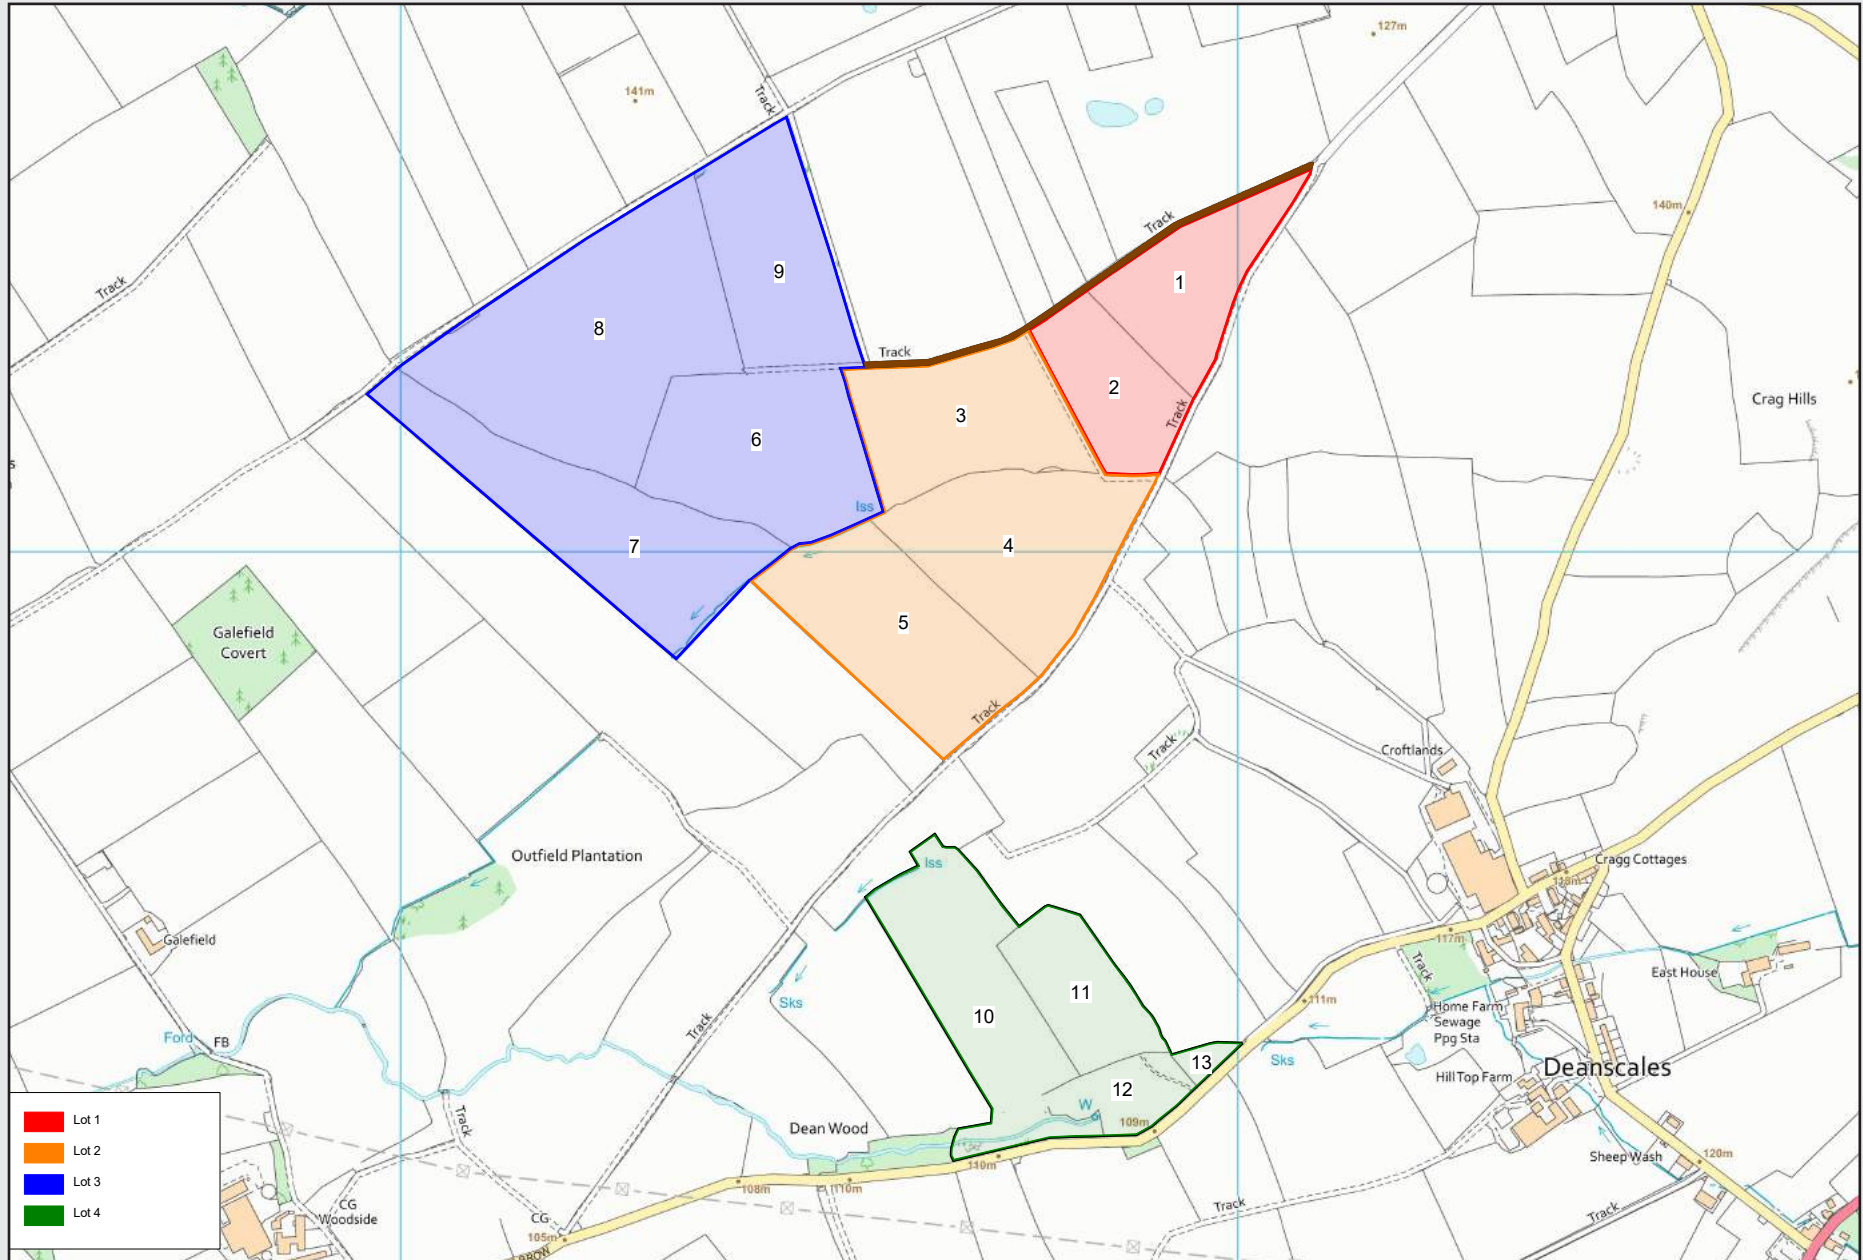 127m
141m
Track
140m
Track
Track
1
9
8
Track
2
3
Track
Crag Hills
6
Iss
7
4
5
Galefield
Covert
Track
Croftlands
Track
Outfield Plantation
Iss
Cragg Cottages
113m
Galefield
117m
Track
East House
11
10
Sks
111m
Home Farm
Sewage
Ppg Sta
Track
Ford
FB
13
Sks
Deanscales
Hill Top Farm
12
W
109m
Track
Dean Wood
110m
Sheep Wash
120m
108m
110m
Track
Track
CG
Woodside
CG
105m
Lot 1
Lot 2
Lot 3
Lot 4